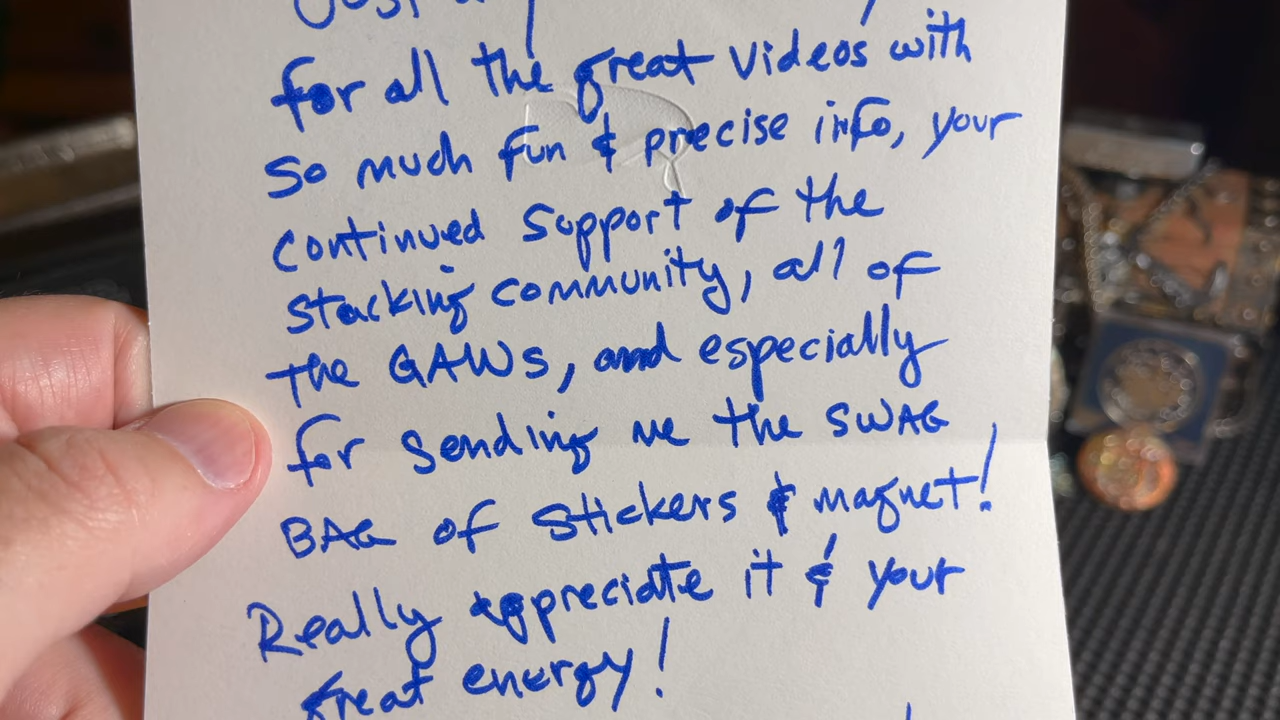 Just a
for all the great videos with
so much fun & precise info, your
continued support of the
stacking community, all of
the GAWs, and especially
for sending me the SWAG
BAG of stickers & magnet!
Really appreciate it & your
great energy!